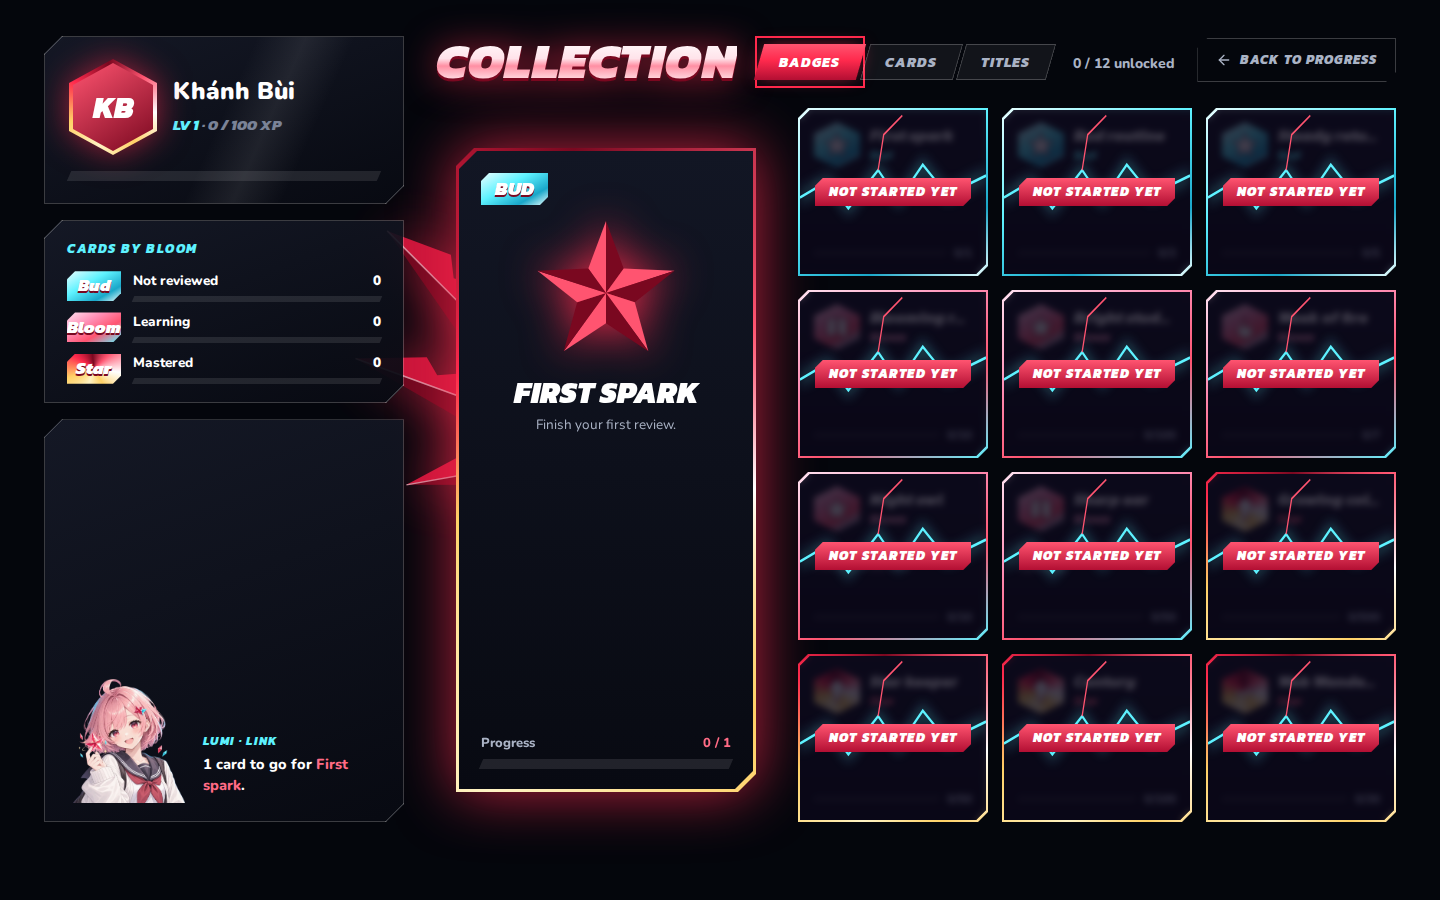 KB
Khánh Bùi
LV 1 · 0 / 100 XP
COLLECTION
BADGES
CARDS
TITLES
0 / 12 unlocked
← BACK TO PROGRESS
CARDS BY BLOOM
Bud
Not reviewed
0
Bloom
Learning
0
Star
Mastered
0
LUMI · LINK
1 card to go for First
spark.
BUD
FIRST SPARK
Finish your first review.
Progress
0 / 1
NOT STARTED YET
NOT STARTED YET
NOT STARTED YET
NOT STARTED YET
NOT STARTED YET
NOT STARTED YET
NOT STARTED YET
NOT STARTED YET
NOT STARTED YET
NOT STARTED YET
NOT STARTED YET
NOT STARTED YET